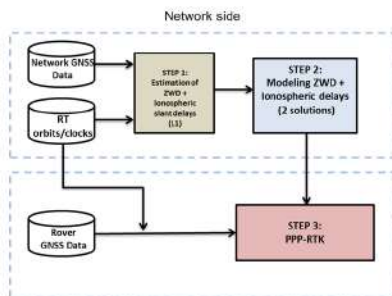 Network side
Network GNSS
Data
RT
orbits/clocks
STEP 1:
Estimation of
ZWD +
Ionospheric
slant delays
(L1)
STEP 2:
Modeling ZWD +
Ionospheric delays
(2 solutions)
Rover
GNSS Data
STEP 3:
PPP-RTK